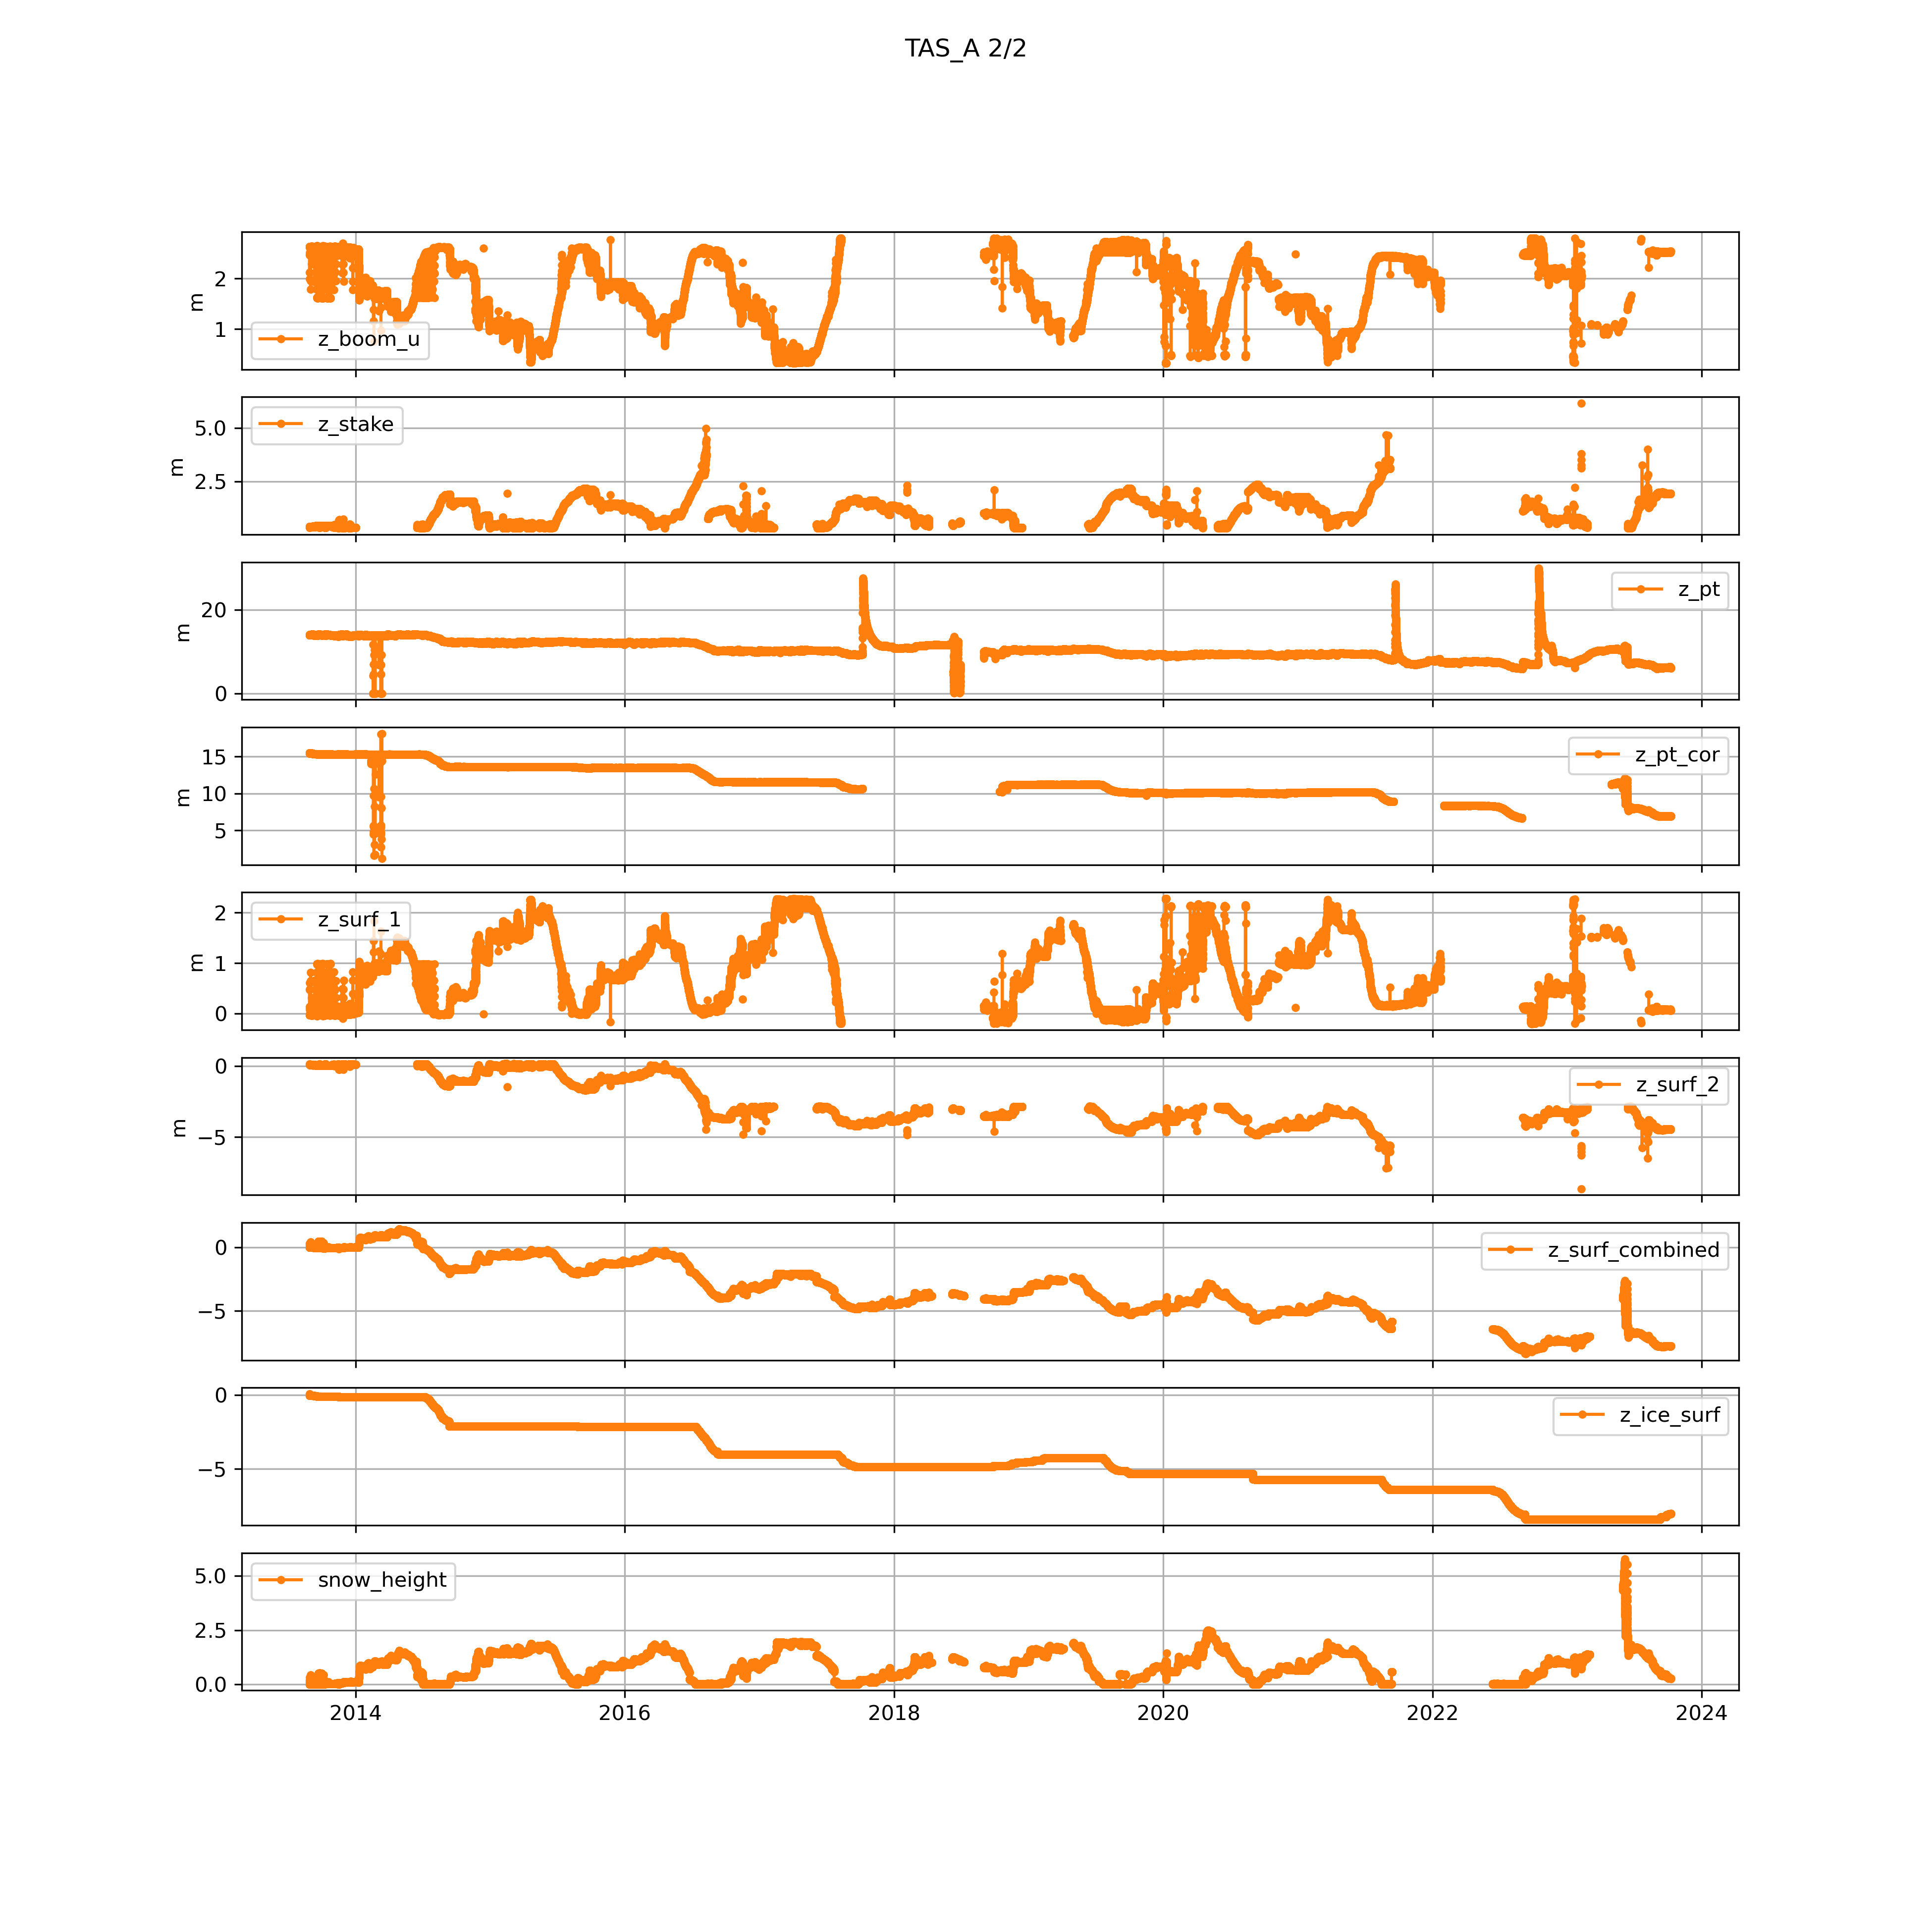 TAS_A 2/2
2
1
m
z_boom_u
5.0
2.5
m
z_stake
20
0
m
z_pt
15
10
5
m
z_pt_cor
2
1
0
m
z_surf_1
0
−5
m
z_surf_2
0
−5
z_surf_combined
0
−5
z_ice_surf
5.0
2.5
0.0
snow_height
2014 2016 2018 2020 2022 2024